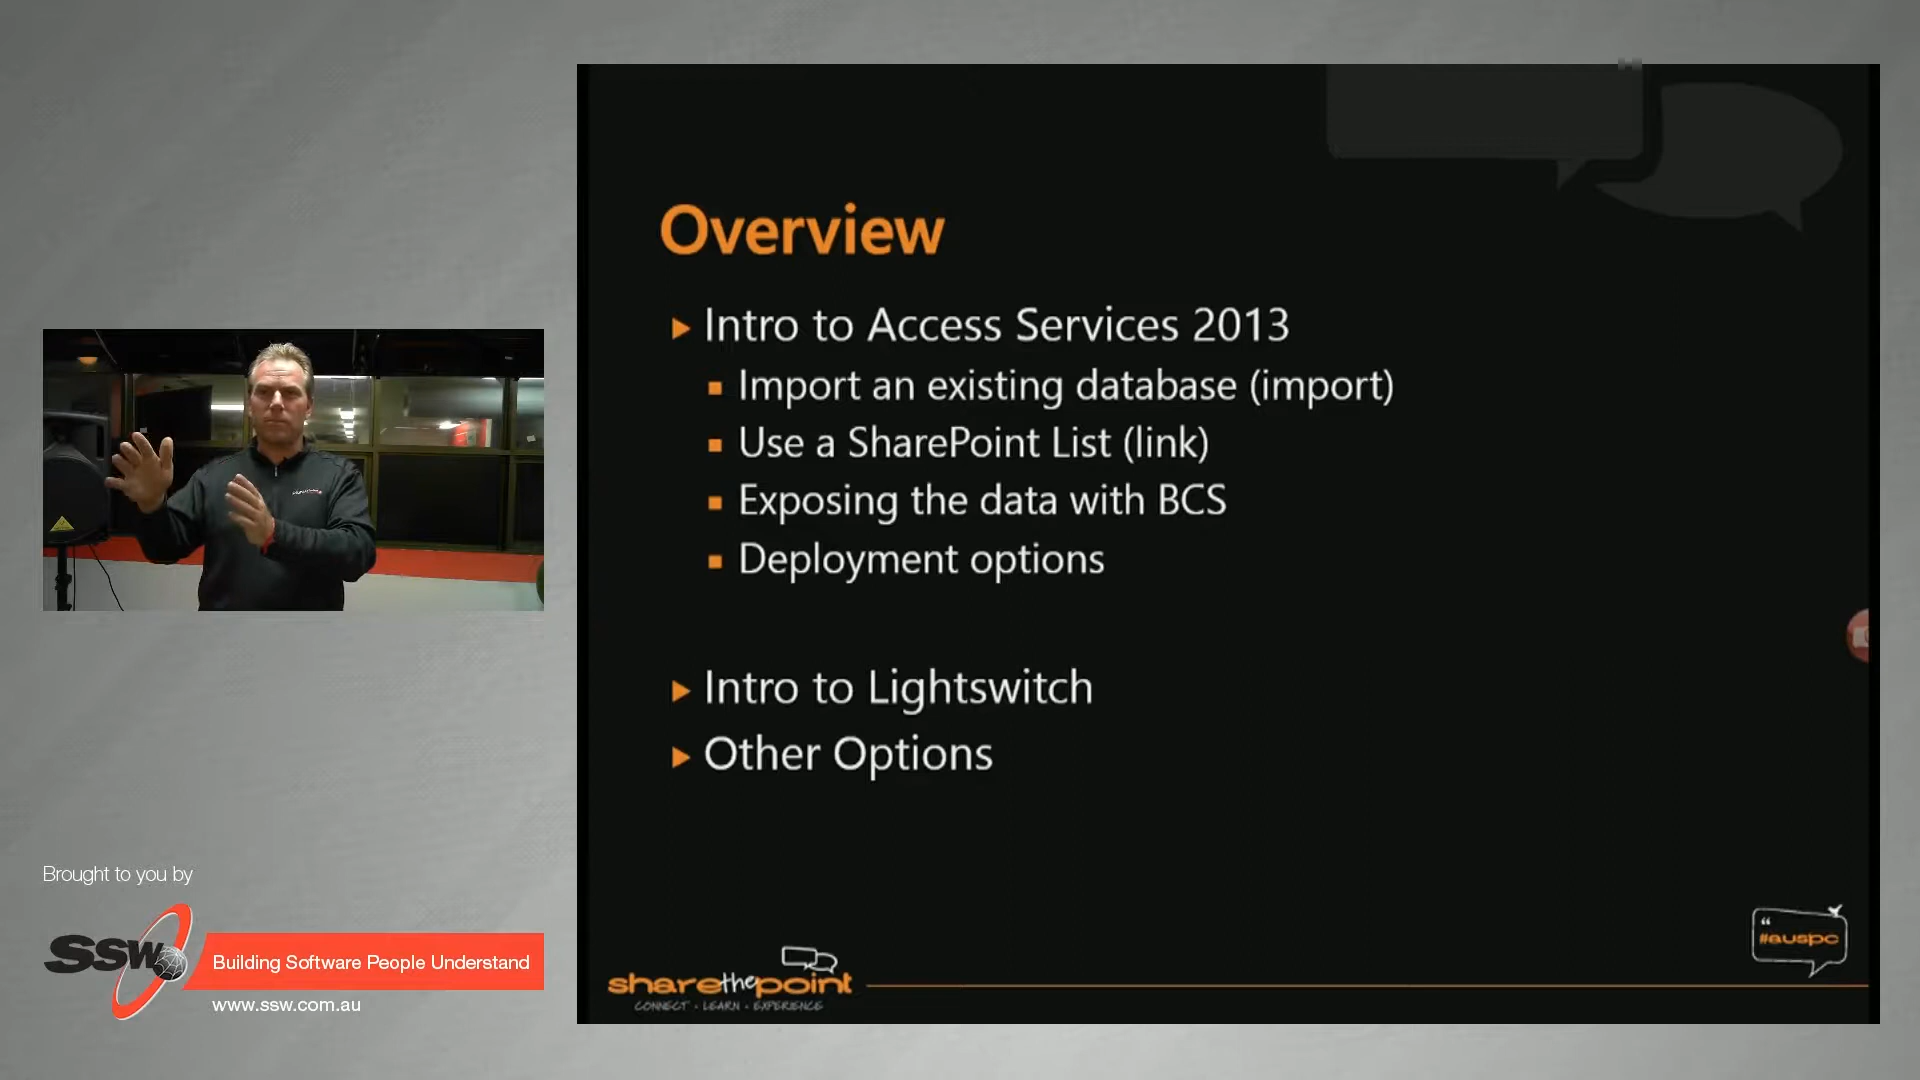 Overview
Intro to Access Services 2013
Import an existing database (import)
Use a SharePoint List (link)
Exposing the data with BCS
Deployment options
Intro to Lightswitch
Other Options
Brought to you by
SSW
Building Software People Understand
www.ssw.com.au
sharethepoint
CONNECT • LEARN • EXPERIENCE
#auspc